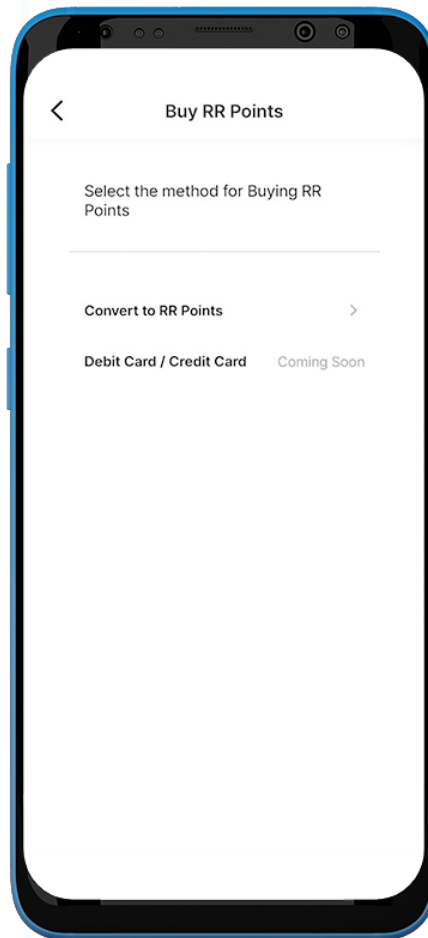 Buy RR Points
Select the method for Buying RR
Points
Convert to RR Points
Debit Card / Credit Card Coming Soon